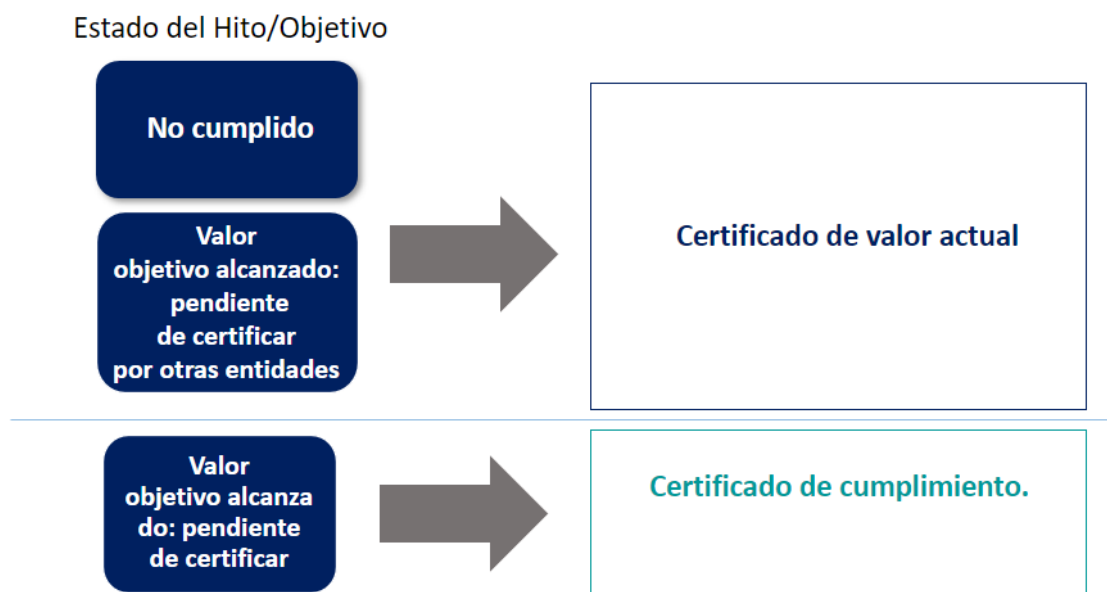 Estado del Hito/Objetivo
No cumplido
Valor
objetivo alcanzado:
pendiente
de certificar
por otras entidades
Certificado de valor actual
Valor
objetivo alcanza
do: pendiente
de certificar
Certificado de cumplimiento.